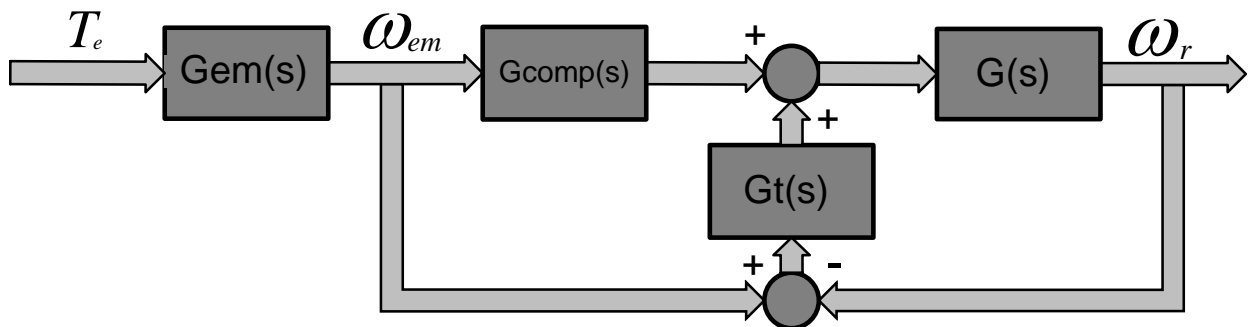 Te
Gem(s)
ωem
Gcomp(s)
+
G(s)
ωr
+
Gt(s)
+
-